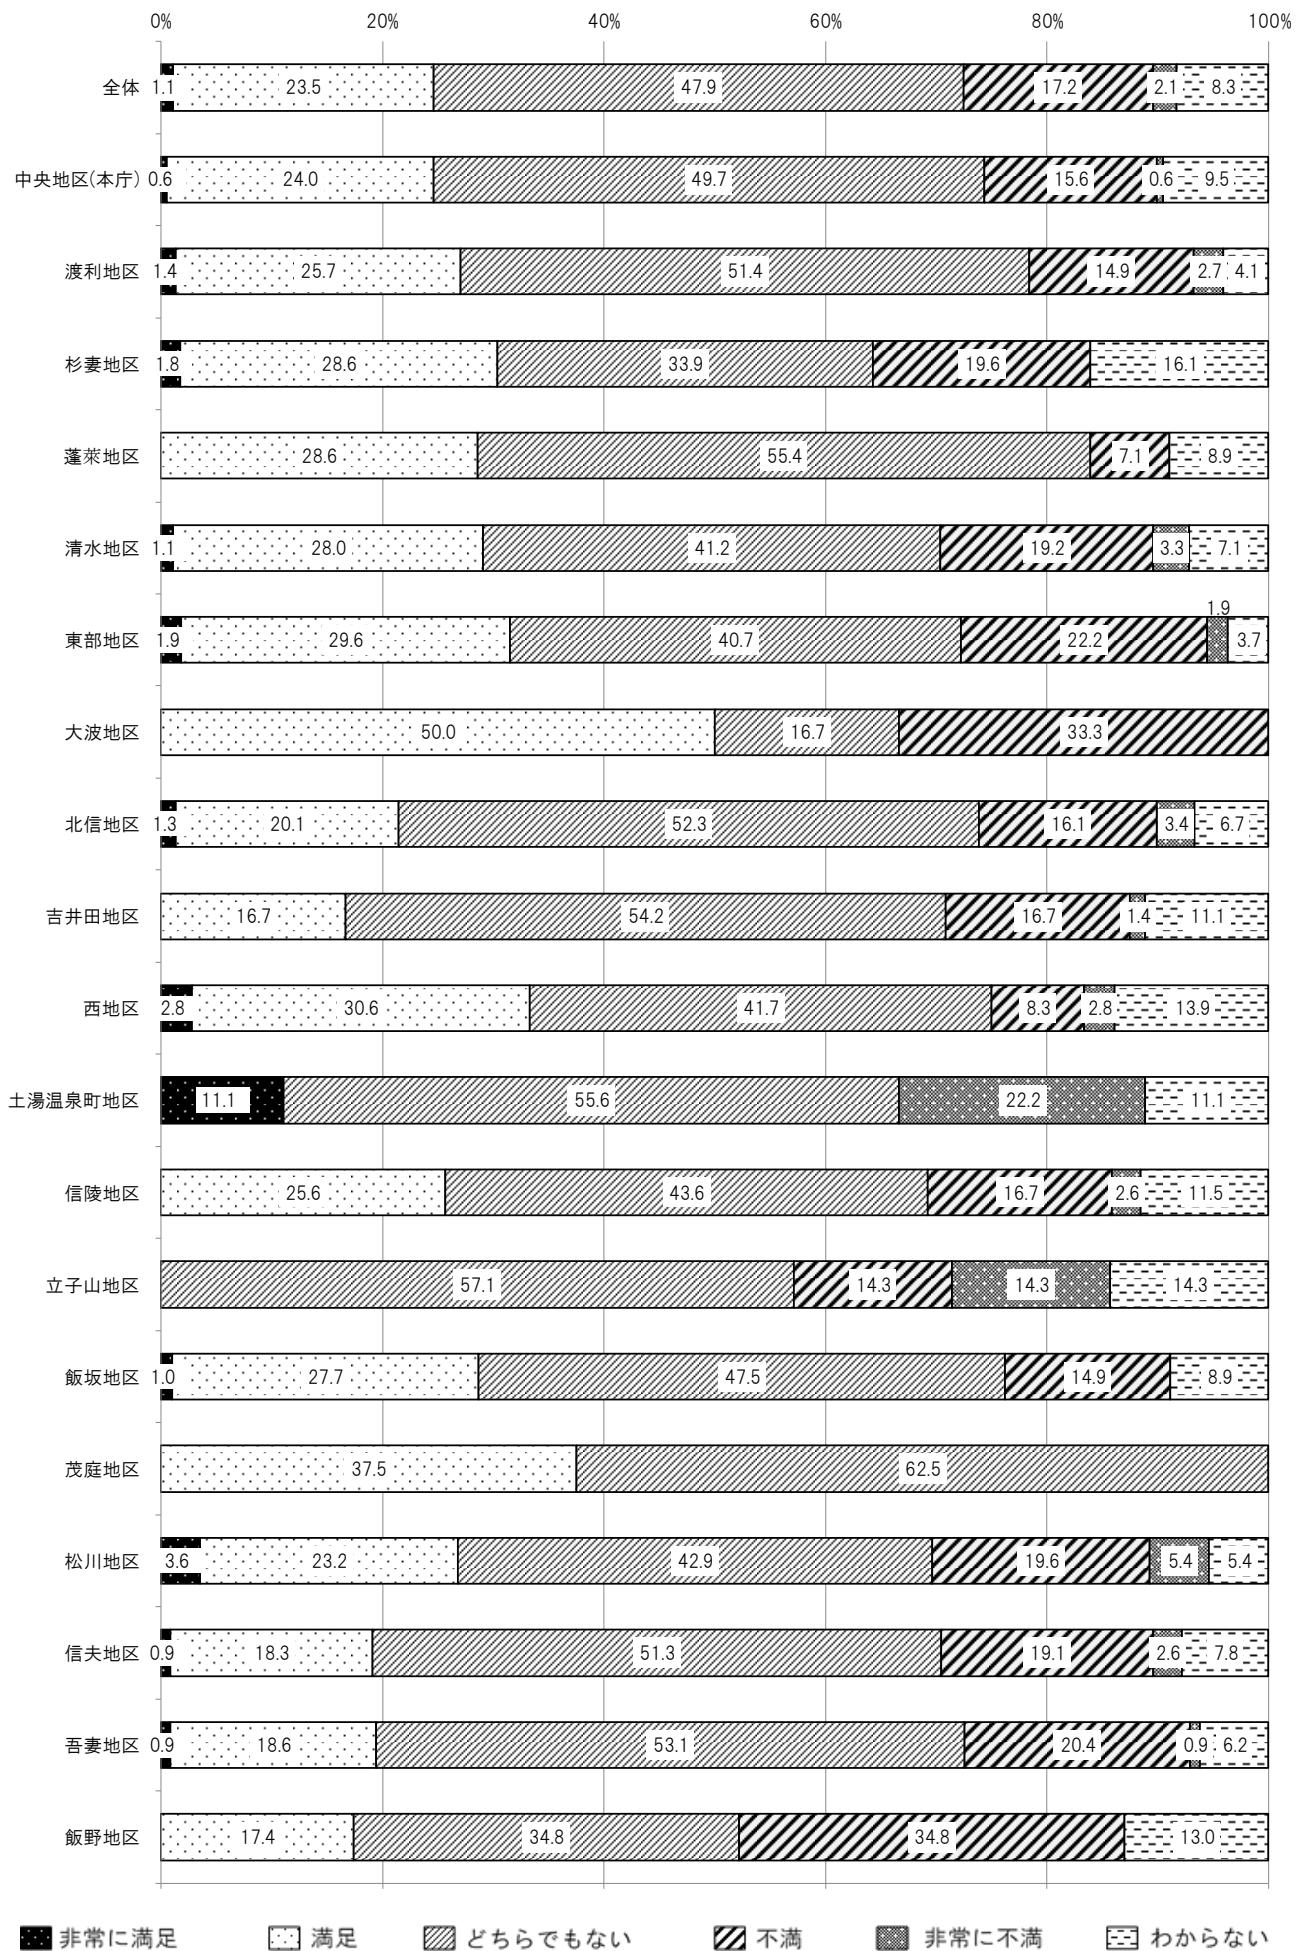 0% 20% 40% 60% 80% 100%
全体 1.1 23.5 47.9 17.2 2.1 8.3
中央地区(本庁) 0.6 24.0 49.7 15.6 0.6 9.5
渡利地区 1.4 25.7 51.4 14.9 2.7 4.1
杉妻地区 1.8 28.6 33.9 19.6 16.1
蓬萊地区 28.6 55.4 7.1 8.9
清水地区 1.1 28.0 41.2 19.2 3.3 7.1
1.9
東部地区 1.9 29.6 40.7 22.2 3.7
大波地区 50.0 16.7 33.3
北信地区 1.3 20.1 52.3 16.1 3.4 6.7
吉井田地区 16.7 54.2 16.7 1.4 11.1
西地区 2.8 30.6 41.7 8.3 2.8 13.9
土湯温泉町地区 11.1 55.6 22.2 11.1
信陵地区 25.6 43.6 16.7 2.6 11.5
立子山地区 57.1 14.3 14.3 14.3
飯坂地区 1.0 27.7 47.5 14.9 8.9
茂庭地区 37.5 62.5
松川地区 3.6 23.2 42.9 19.6 5.4 5.4
信夫地区 0.9 18.3 51.3 19.1 2.6 7.8
吾妻地区 0.9 18.6 53.1 20.4 0.9 6.2
飯野地区 17.4 34.8 34.8 13.0
非常に満足 満足 どちらでもない 不満 非常に不満 わからない